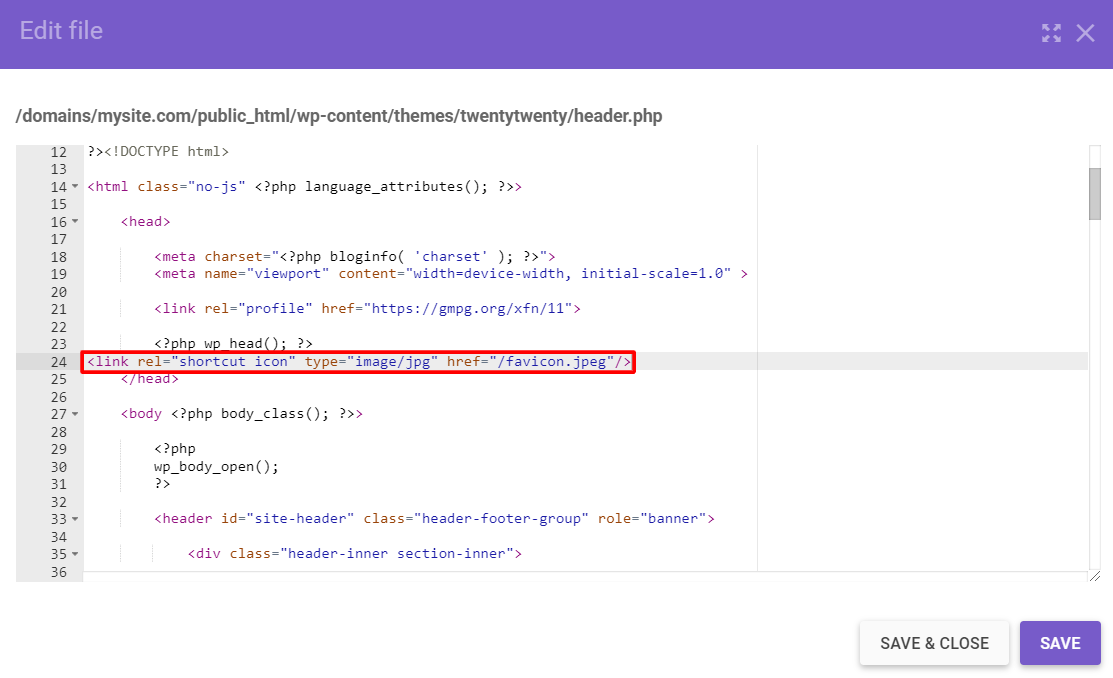 Edit file
/domains/mysite.com/public_html/wp-content/themes/twentytwenty/header.php
12 ?><!DOCTYPE html>
13
14 <html class="no-js" <?php language_attributes(); ?>>
15
16 <head>
17
18 <meta charset="<?php bloginfo( 'charset' ); ?>">
19 <meta name="viewport" content="width=device-width, initial-scale=1.0" >
20
21 <link rel="profile" href="https://gmpg.org/xfn/11">
22
23 <?php wp_head(); ?>
24 <link rel="shortcut icon" type="image/jpg" href="/favicon.jpeg"/>
25 </head>
26
27 <body <?php body_class(); ?>>
28
29 <?php
30 wp_body_open();
31 ?>
32
33 <header id="site-header" class="header-footer-group" role="banner">
34
35 <div class="header-inner section-inner">
36
SAVE & CLOSE
SAVE